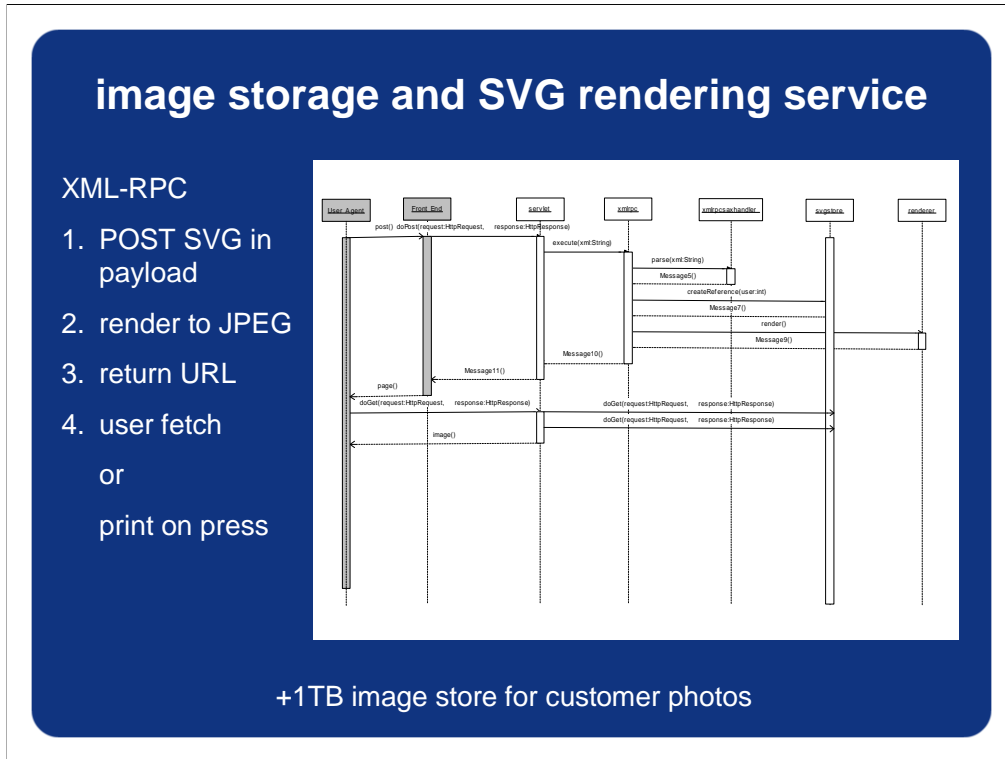 image storage and SVG rendering service
XML-RPC
1. POST SVG in
payload
2. render to JPEG
3. return URL
4. user fetch
or
print on press
User Agent
Front End
servlet
xmlrpc
xmlrpcsaxhandler
svgstore
renderer
post() doPost(request:HttpRequest, response:HttpResponse)
execute(xml:String)
parse(xml:String)
Message5()
createReference(user:int)
Message7()
render()
Message9()
Message10()
Message11()
page()
doGet(request:HttpRequest, response:HttpResponse)
doGet(request:HttpRequest, response:HttpResponse)
doGet(request:HttpRequest, response:HttpResponse)
image()
+1TB image store for customer photos